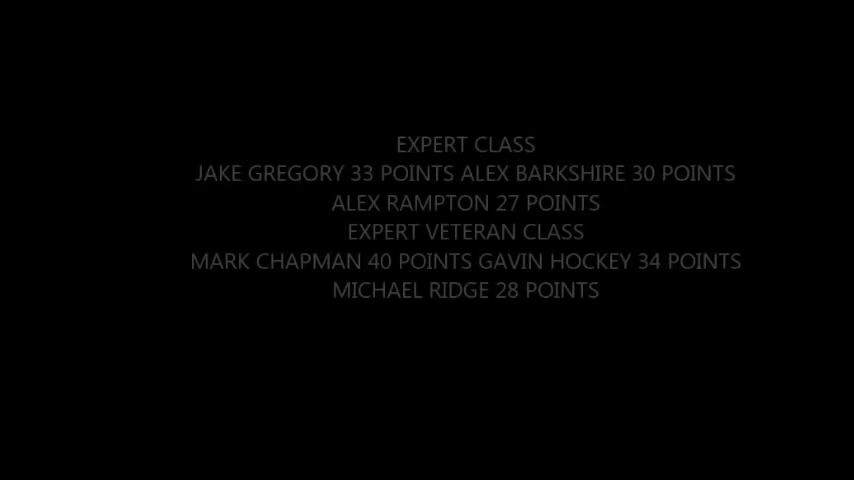 EXPERT CLASS
JAKE GREGORY 33 POINTS ALEX BARKSHIRE 30 POINTS
ALEX RAMPTON 27 POINTS
EXPERT VETERAN CLASS
MARK CHAPMAN 40 POINTS GAVIN HOCKEY 34 POINTS
MICHAEL RIDGE 28 POINTS